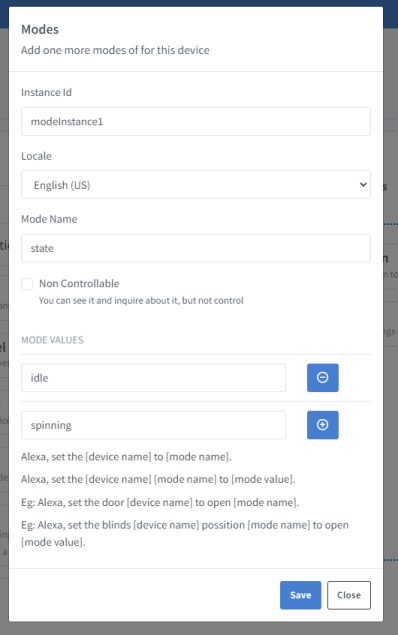 Modes
Add one more modes of for this device
Instance Id
modeInstance1
Locale
English (US)
Mode Name
state
Non Controllable
You can see it and inquire about it, but not control
MODE VALUES
idle
spinning
Alexa, set the [device name] to [mode name].
Alexa, set the [device name] [mode name] to [mode value].
Eg: Alexa, set the door [device name] to open [mode name].
Eg: Alexa, set the blinds [device name] possition [mode name] to open
[mode value].
Save Close